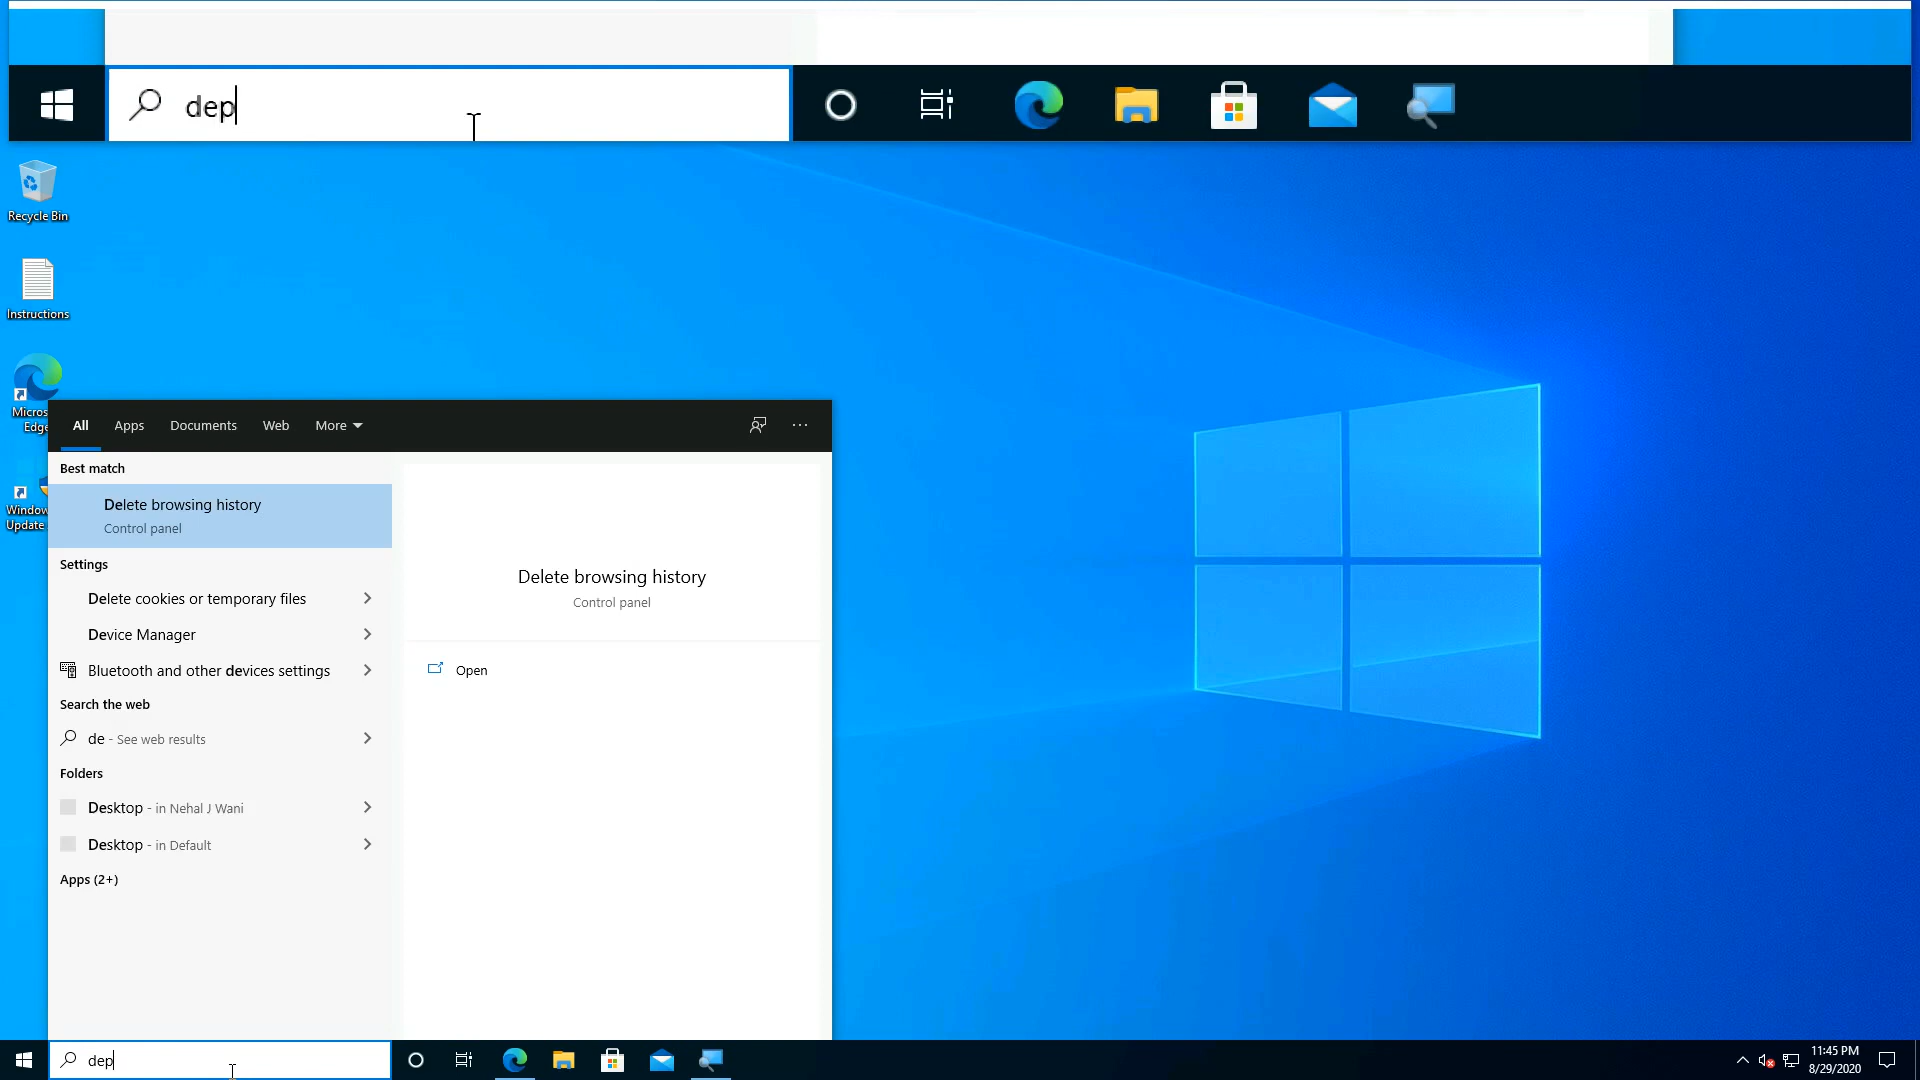 dep
Recycle Bin
Instructions
Micros
Edge
Window
Update
All Apps Documents Web More
Best match
Delete browsing history
Control panel
Settings
Delete cookies or temporary files
Device Manager
Bluetooth and other devices settings
Search the web
de - See web results
Folders
Desktop - in Nehal J Wani
Desktop - in Default
Apps (2+)
Delete browsing history
Control panel
Open
dep
11:45 PM
8/29/2020